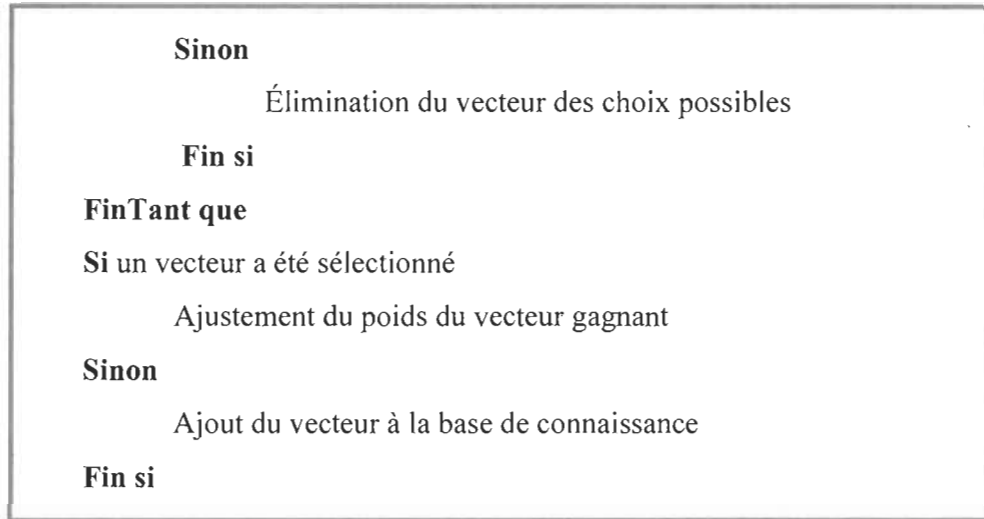 Sinon
Élimination du vecteur des choix possibles
Fin si
FinTant que
Si un vecteur a été sélectionné
Ajustement du poids du vecteur gagnant
Sinon
Ajout du vecteur à la base de connaissance
Fin si